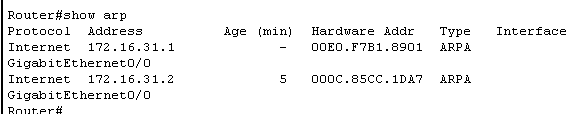 Router#show arp
Protocol  Address          Age (min)  Hardware Addr   Type   Interface
Internet  172.16.31.1             -   00E0.F7B1.8901  ARPA
GigabitEthernet0/0
Internet  172.16.31.2             5   000C.85CC.1DA7  ARPA
GigabitEthernet0/0
Router#